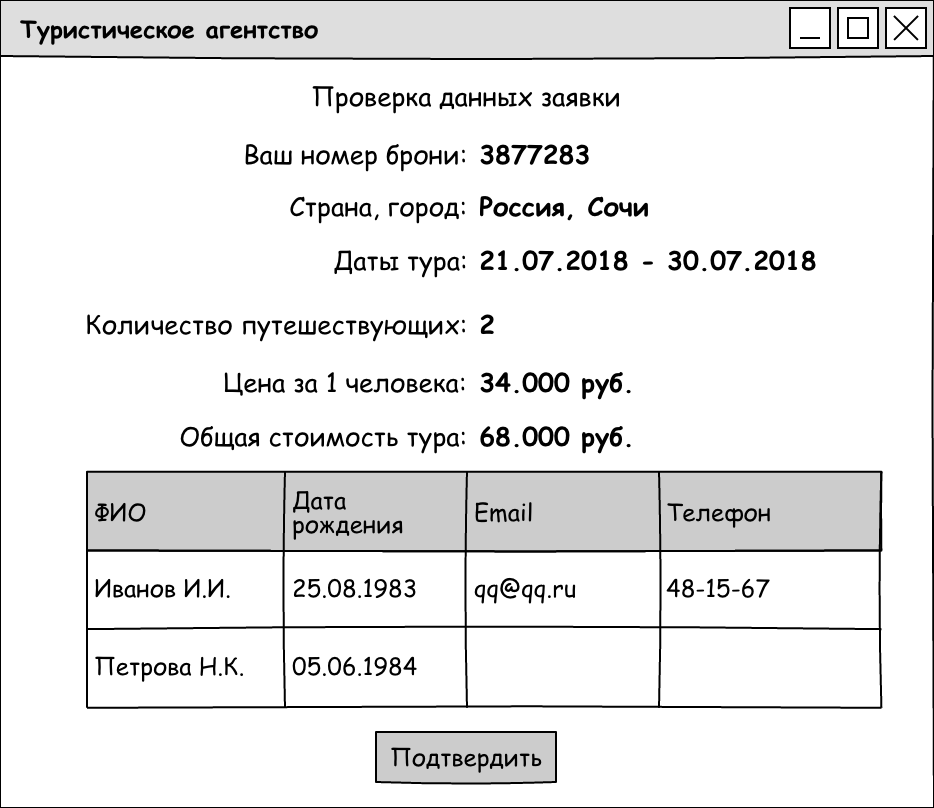 Туристическое агентство
Проверка данных заявки
Ваш номер брони: 3877283
Страна, город: Россия, Сочи
Даты тура: 21.07.2018 - 30.07.2018
Количество путешествующих: 2
Цена за 1 человека: 34.000 руб.
Общая стоимость тура: 68.000 руб.
ФИО Дата рождения Email Телефон
Иванов И.И. 25.08.1983 qq@qq.ru 48-15-67
Петрова Н.К. 05.06.1984
Подтвердить